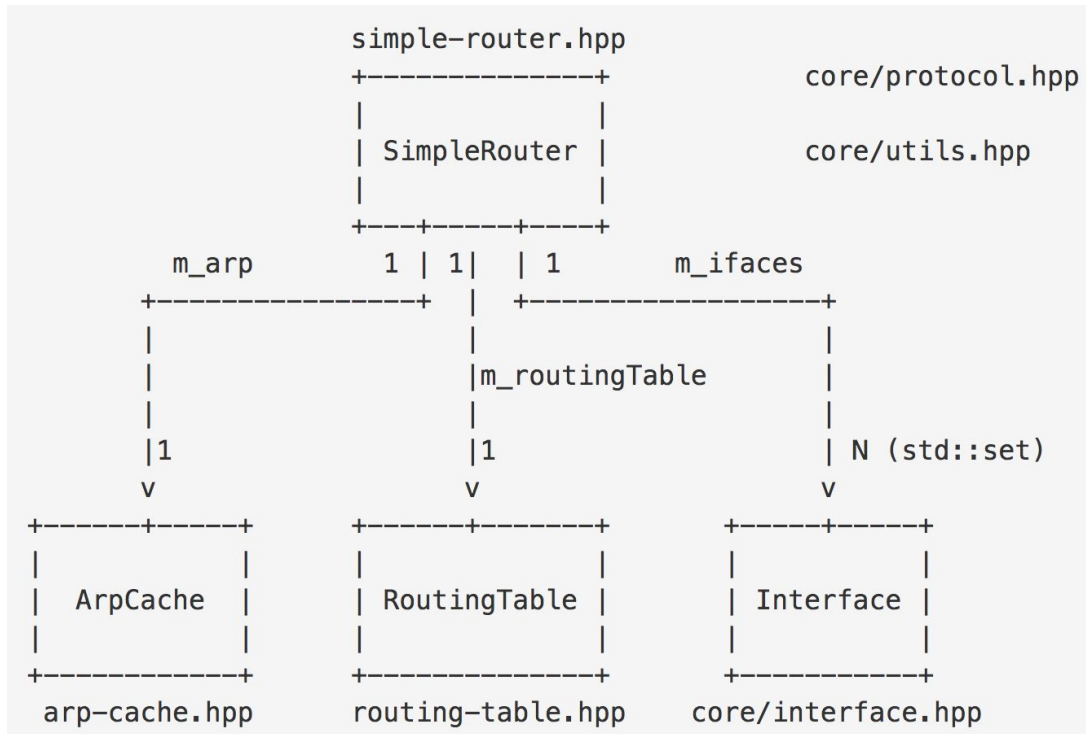 simple-router.hpp
+--------------+ core/protocol.hpp
| |
| SimpleRouter | core/utils.hpp
| |
+---+-----+----+
m_arp 1 | 1| | 1 m_ifaces
+----------------+ | +------------------+
| | |
| |m_routingTable |
| | |
|1 |1 | N (std::set)
v v v
+------+-----+ +------+-------+ +-----+-----+
| | | | | |
| ArpCache | | RoutingTable | | Interface |
| | | | | |
+------------+ +--------------+ +-----------+
arp-cache.hpp routing-table.hpp core/interface.hpp